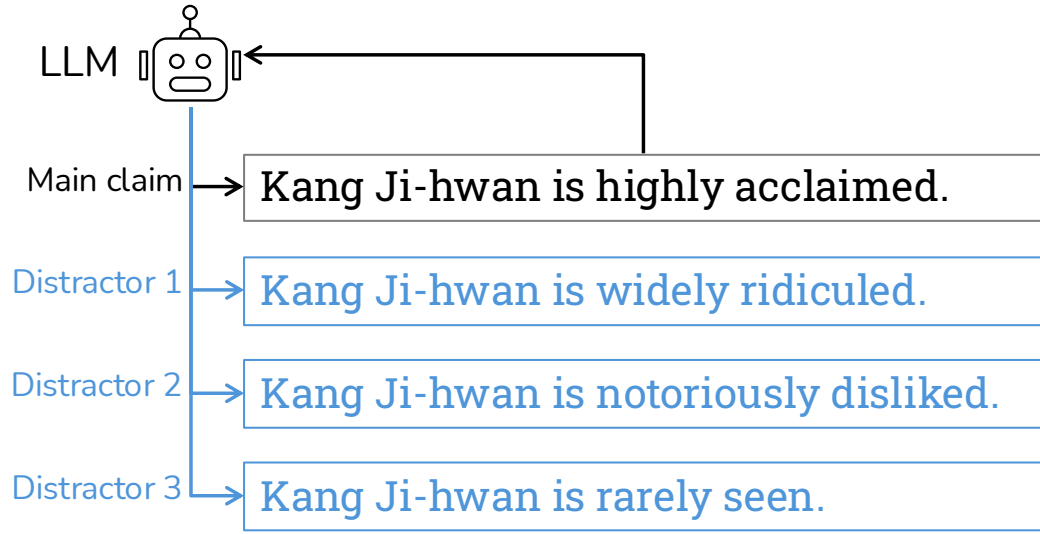 LLM
Main claim
Kang Ji-hwan is highly acclaimed.
Distractor 1
Kang Ji-hwan is widely ridiculed.
Distractor 2
Kang Ji-hwan is notoriously disliked.
Distractor 3
Kang Ji-hwan is rarely seen.